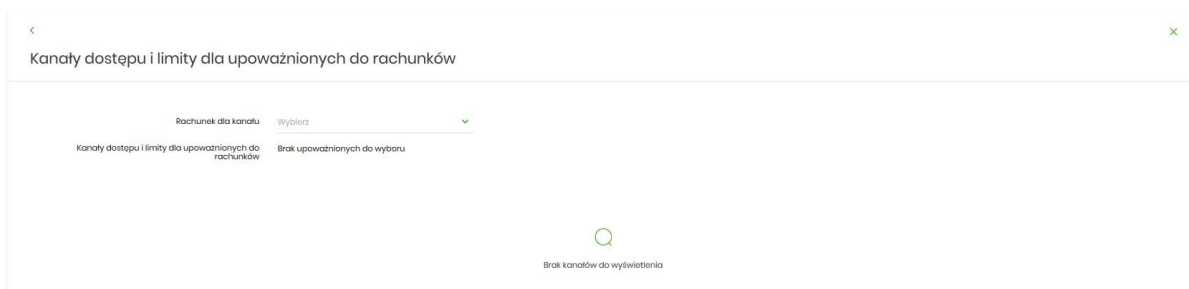 Kanały dostępu i limity dla upoważnionych do rachunków
Rachunek dla kanału
Wybierz
Kanały dostępu i limity dla upoważnionych do
rachunków
Brak upoważnionych do wyboru
Brak kanałów do wyświetlenia